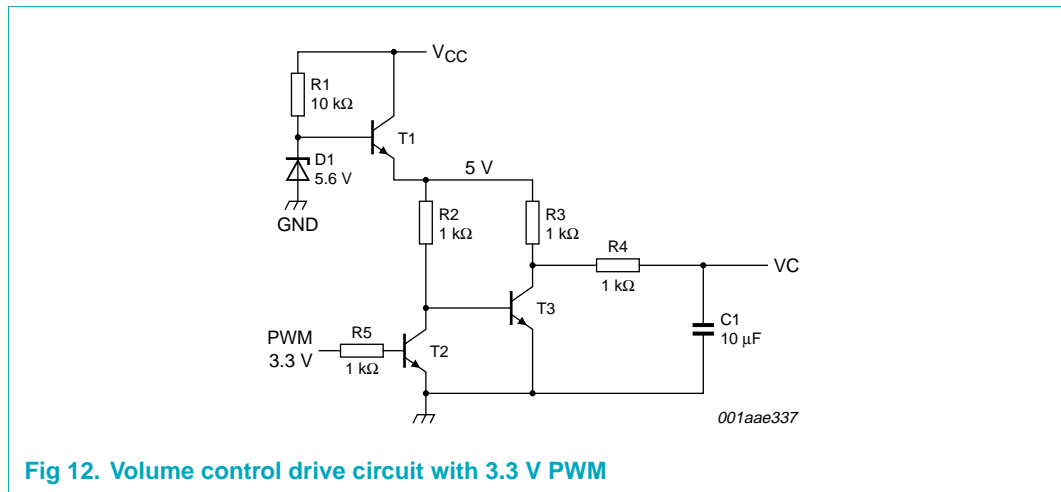 VCC
R1
10 kΩ
T1
D1
5.6 V
GND
5 V
R2
1 kΩ
R3
1 kΩ
R4
1 kΩ
VC
T3
C1
10 μF
PWM
3.3 V
R5
1 kΩ
T2
001aae337
Fig 12. Volume control drive circuit with 3.3 V PWM